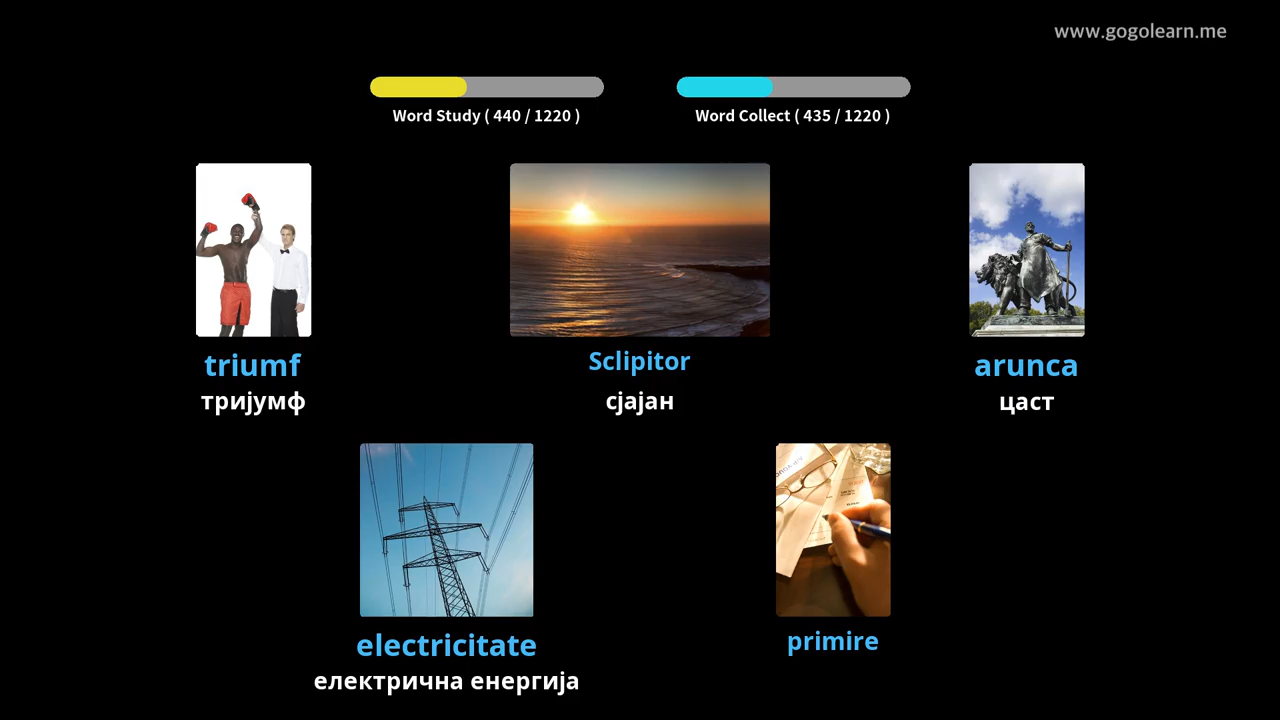 www.gogolearn.me
Word Study ( 440 / 1220 )
Word Collect ( 435 / 1220 )
triumf
тријумф
Sclipitor
сјајан
arunca
цаст
electricitate
електрична енергија
primire